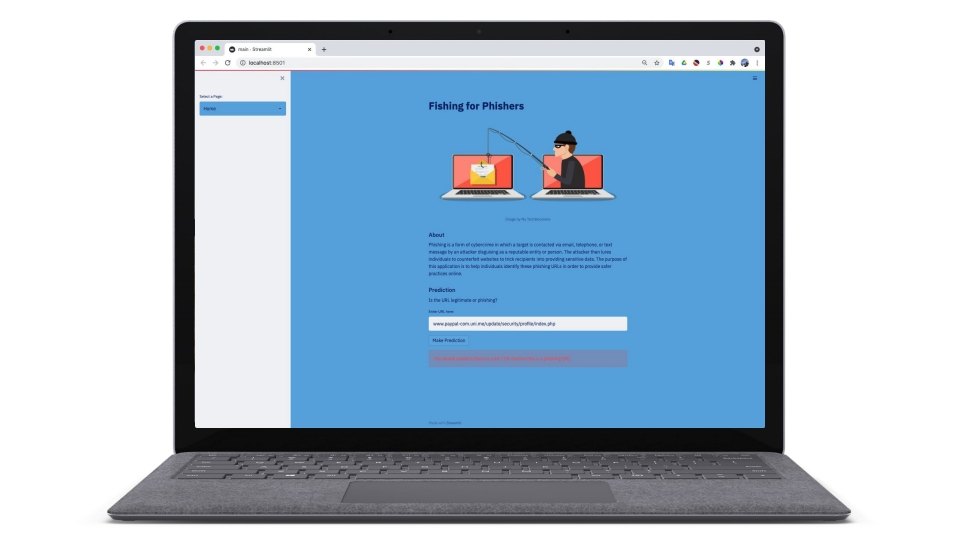 main - Streamlit
localhost:8501
Select a Page:
Home
Fishing for Phishers
About
Phishing is a form of cybercrime in which a target is contacted via email, telephone, or text
message by an attacker disguising as a reputable entity or person. The attacker then lures
individuals to counterfeit websites to trick recipients into providing sensitive data. The purpose of
this application is to help individuals identify these phishing URLs in order to provide safer
practices online.
Prediction
Is the URL legitimate or phishing?
Enter URL here:
www.paypal-com.uni.me/update/security/profile/index.php
Make Prediction
Made with Streamlit